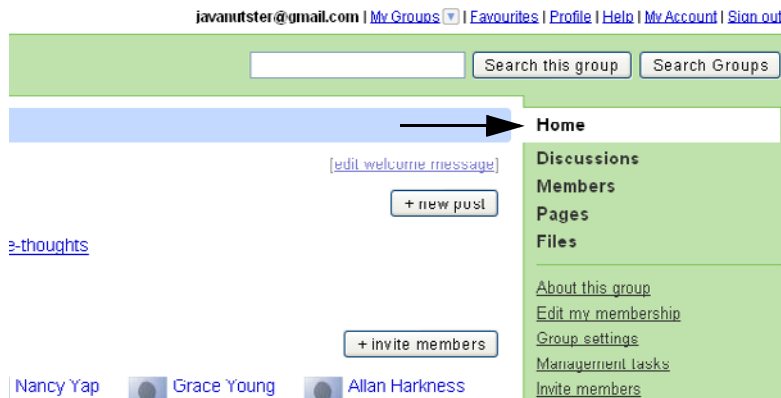 javanutster@gmail.com | My Groups | Favourites | Profile | Help | My Account | Sign out
Search this group Search Groups
Home
[edit welcome message]
Discussions
Members
+ new post
Pages
Files
e-thoughts
About this group
Edit my membership
Group settings
+ invite members
Management tasks
Invite members
Nancy Yap Grace Young Allan Harkness